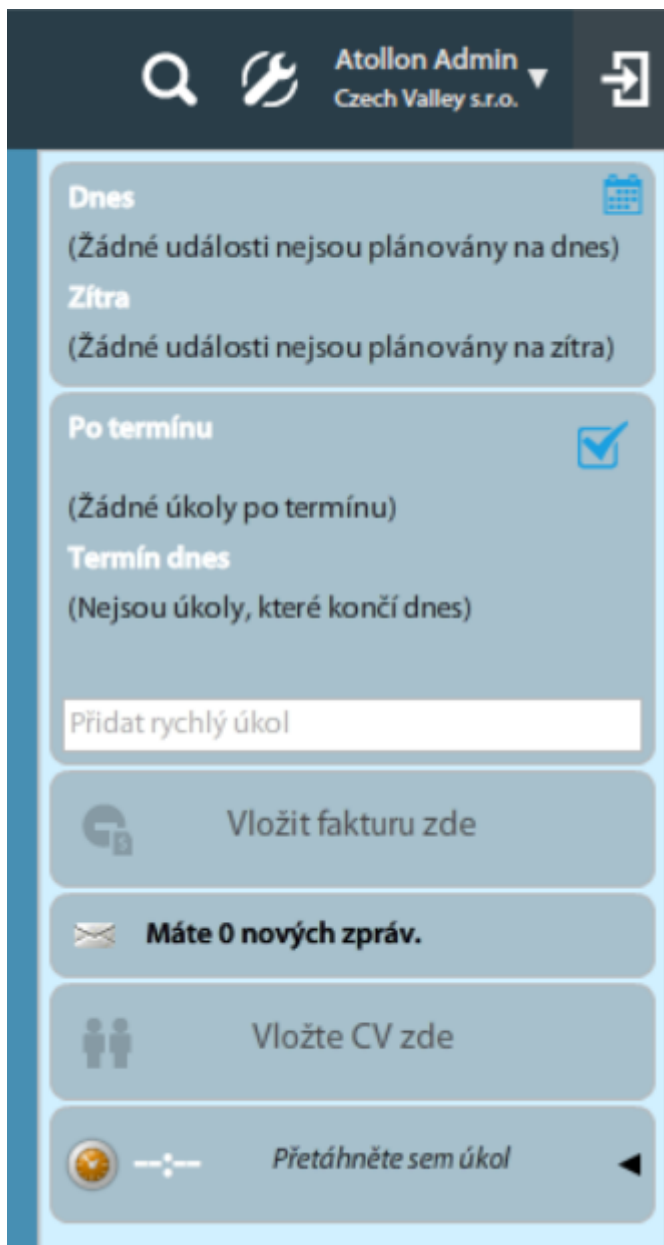 Atollon Admin
Czech Valley s.r.o.
Dnes
(Žádné události nejsou plánovány na dnes)
Zítra
(Žádné události nejsou plánovány na zítra)
Po termínu
(Žádné úkoly po termínu)
Termín dnes
(Nejsou úkoly, které končí dnes)
Přidat rychlý úkol
Vložit fakturu zde
Máte 0 nových zpráv.
Vložte CV zde
--:-- Přetáhněte sem úkol